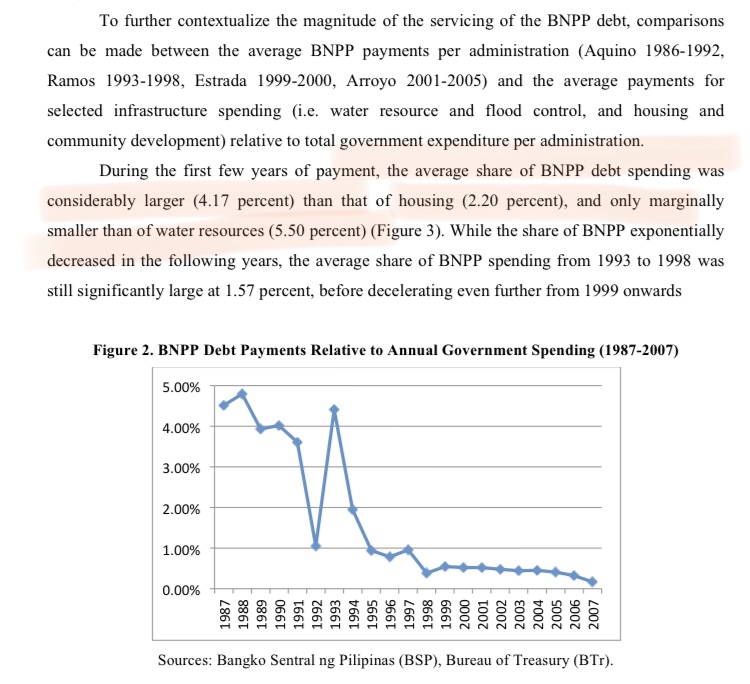 To further contextualize the magnitude of the servicing of the BNPP debt, comparisons
can be made between the average BNPP payments per administration (Aquino 1986-1992,
Ramos 1993-1998, Estrada 1999-2000, Arroyo 2001-2005) and the average payments for
selected infrastructure spending (i.e. water resource and flood control, and housing and
community development) relative to total government expenditure per administration.
During the first few years of payment, the average share of BNPP debt spending was
considerably larger (4.17 percent) than that of housing (2.20 percent), and only marginally
smaller than of water resources (5.50 percent) (Figure 3). While the share of BNPP exponentially
decreased in the following years, the average share of BNPP spending from 1993 to 1998 was
still significantly large at 1.57 percent, before decelerating even further from 1999 onwards
Figure 2. BNPP Debt Payments Relative to Annual Government Spending (1987-2007)
5.00%
4.00%
3.00%
2.00%
1.00%
0.00%
1987
1988
1989
1990
1991
1992
1993
1994
1995
1996
1997
1998
1999
2000
2001
2002
2003
2004
2005
2006
2007
Sources: Bangko Sentral ng Pilipinas (BSP), Bureau of Treasury (BTr).